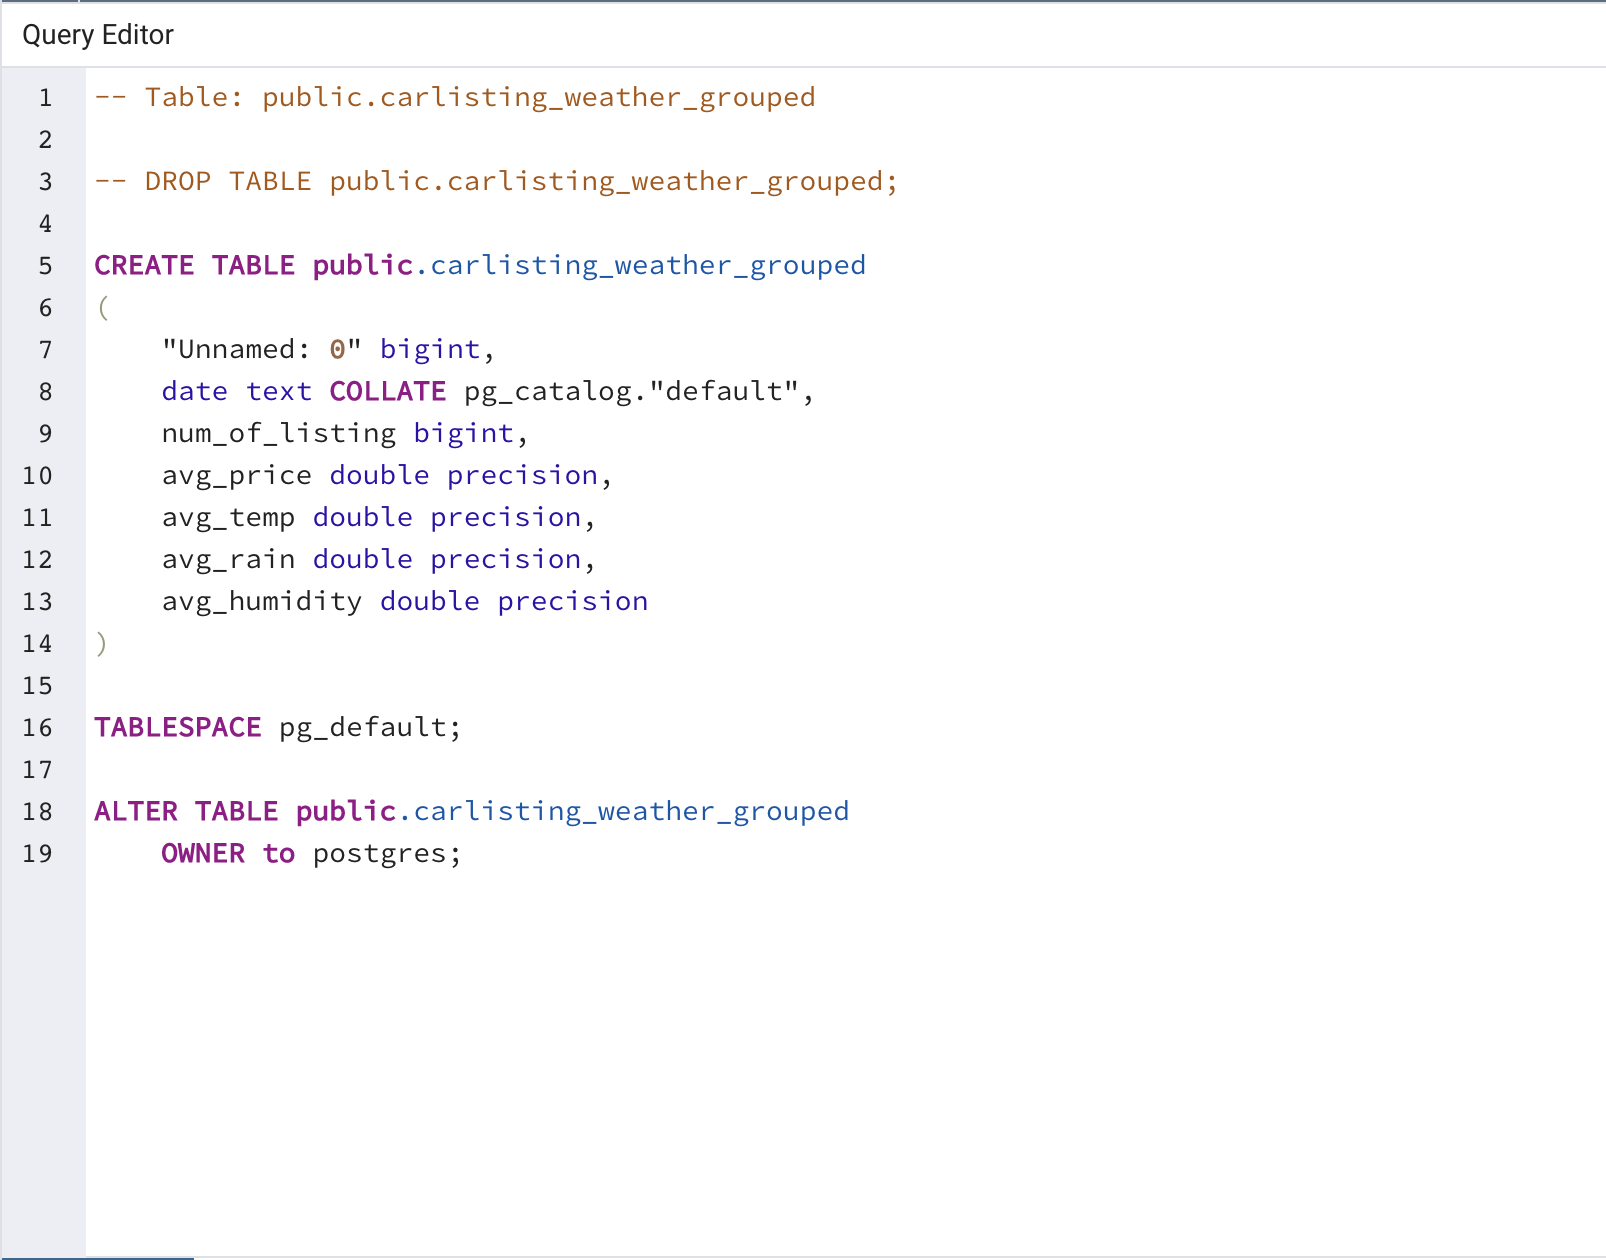 Query Editor
1 -- Table: public.carlisting_weather_grouped
2
3 -- DROP TABLE public.carlisting_weather_grouped;
4
5 CREATE TABLE public.carlisting_weather_grouped
6 (
7     "Unnamed: 0" bigint,
8     date text COLLATE pg_catalog."default",
9     num_of_listing bigint,
10     avg_price double precision,
11     avg_temp double precision,
12     avg_rain double precision,
13     avg_humidity double precision
14 )
15
16 TABLESPACE pg_default;
17
18 ALTER TABLE public.carlisting_weather_grouped
19     OWNER to postgres;